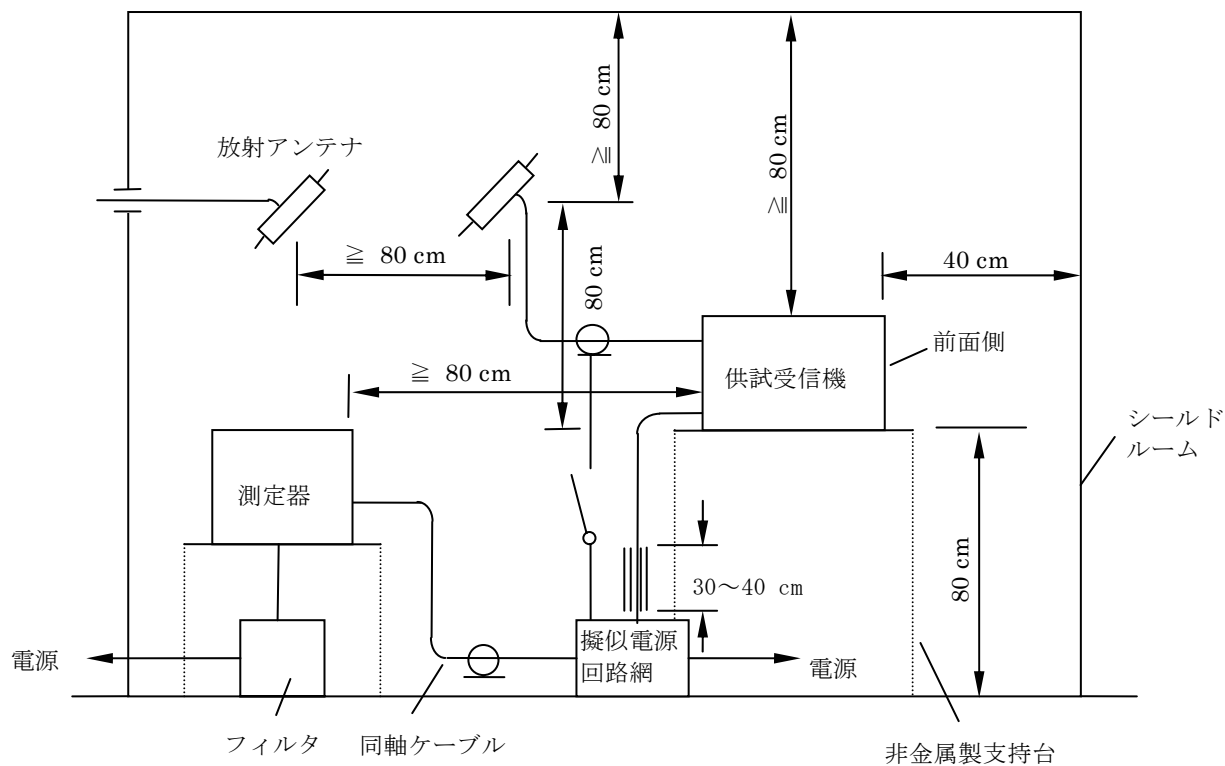 ≧ 80 cm
≧ 80 cm
放射アンテナ
≧ 80 cm
80 cm
40 cm
前面側
≧ 80 cm
供試受信機
シールド
ルーム
測定器
30～40 cm
80 cm
擬似電源
回路網
電源
電源
フィルタ
同軸ケーブル
非金属製支持台